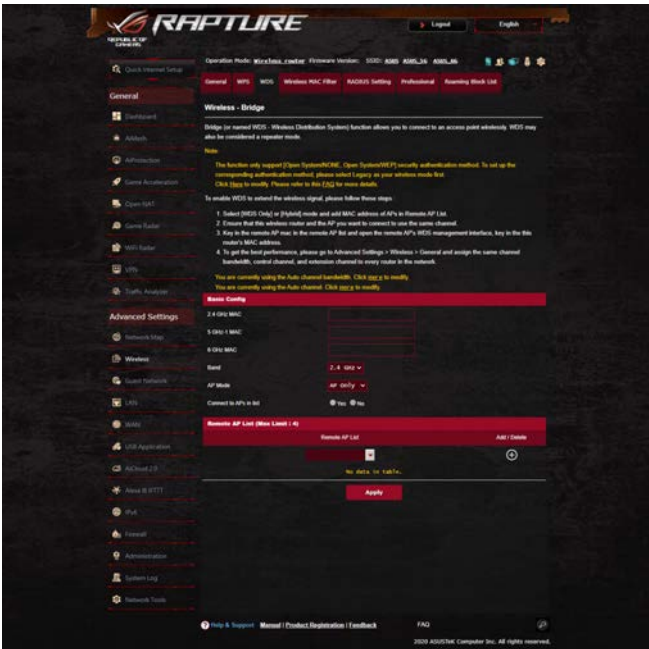 REPUBLIC OF
GAMERS
RAPTURE
Logout
English
Operation Mode: Wireless router Firmware Version: SSID: ASUS ASUS_5G ASUS_6G
Quick Internet Setup
General WPS WDS Wireless MAC Filter RADIUS Setting Professional Roaming Block List
General
Wireless - Bridge
Dashboard
Bridge (or named WDS - Wireless Distribution System) function allows you to connect to an access point wirelessly. WDS may
also be considered a repeater mode.
AiMesh
Note:
AiProtection
The function only support [Open System/NONE, Open System/WEP] security authentication method. To set up the
corresponding authentication method, please select Legacy as your wireless mode first.
Click Here to modify. Please refer to this FAQ for more details.
Game Acceleration
To enable WDS to extend the wireless signal, please follow these steps :
Open NAT
1. Select [WDS Only] or [Hybrid] mode and add MAC address of APs in Remote AP List.
2. Ensure that this wireless router and the AP you want to connect to use the same channel.
Game Radar
3. Key in the remote AP mac in the remote AP list and open the remote AP's WDS management interface, key in the this
router's MAC address.
WiFi Radar
4. To get the best performance, please go to Advanced Settings > Wireless > General and assign the same channel
bandwidth, control channel, and extension channel to every router in the network.
VPN
You are currently using the Auto channel bandwidth. Click to modify.
Traffic Analyzer
You are currently using the Auto channel. Click to modify.
Basic Config
Advanced Settings
2.4 GHz MAC
Network Map
5 GHz-1 MAC
Wireless
6 GHz MAC
Guest Network
Band 2.4 GHz
LAN
AP Mode AP Only
WAN
Connect to APs in list Yes No
USB Application
Remote AP List (Max Limit : 4)
Remote AP List Add / Delete
AiCloud 2.0
No data in table.
Alexa & IFTTT
Apply
IPv6
Firewall
Administration
System Log
Network Tools
Help & Support Manual | Product Registration | Feedback FAQ
2020 ASUSTeK Computer Inc. All rights reserved.